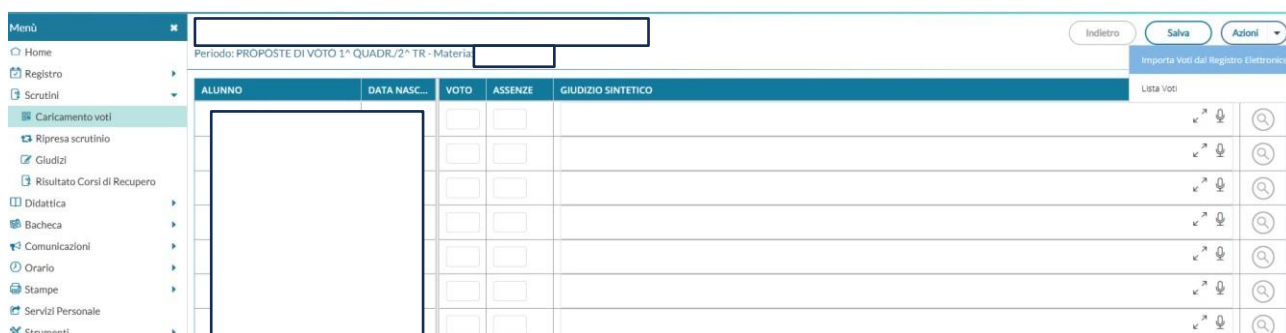 Menù
Indietro
Salva
Azioni
Home
Periodo: PROPOSTE DI VOTO 1^ QUADR./2^ TR - Materia:
Importa Voti dal Registro Elettronico
Registro
Lista Voti
Scrutini
ALUNNO DATA NASC... VOTO ASSENZE GIUDIZIO SINTETICO
Caricamento voti
Ripresa scrutinio
Giudizi
Risultato Corsi di Recupero
Didattica
Bacheca
Comunicazioni
Orario
Stampe
Servizi Personale
Strumenti